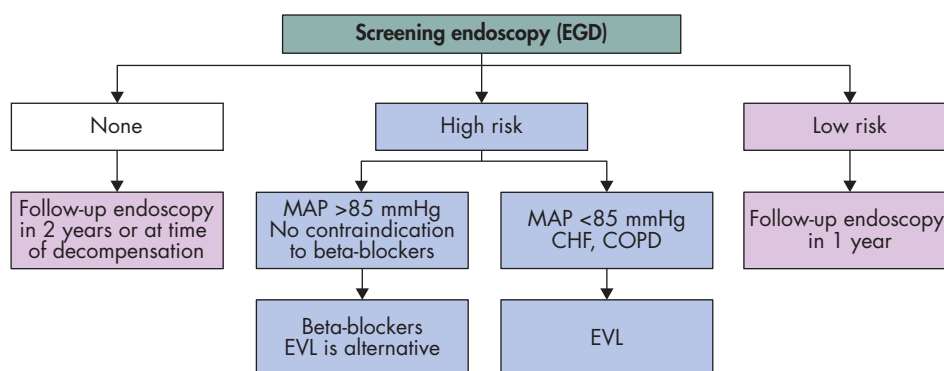 Screening endoscopy (EGD)
None
High risk
Low risk
Follow-up endoscopy
in 2 years or at time
of decompensation
MAP >85 mmHg
No contraindication
to beta-blockers
MAP <85 mmHg
CHF, COPD
Follow-up endoscopy
in 1 year
Beta-blockers
EVL is alternative
EVL